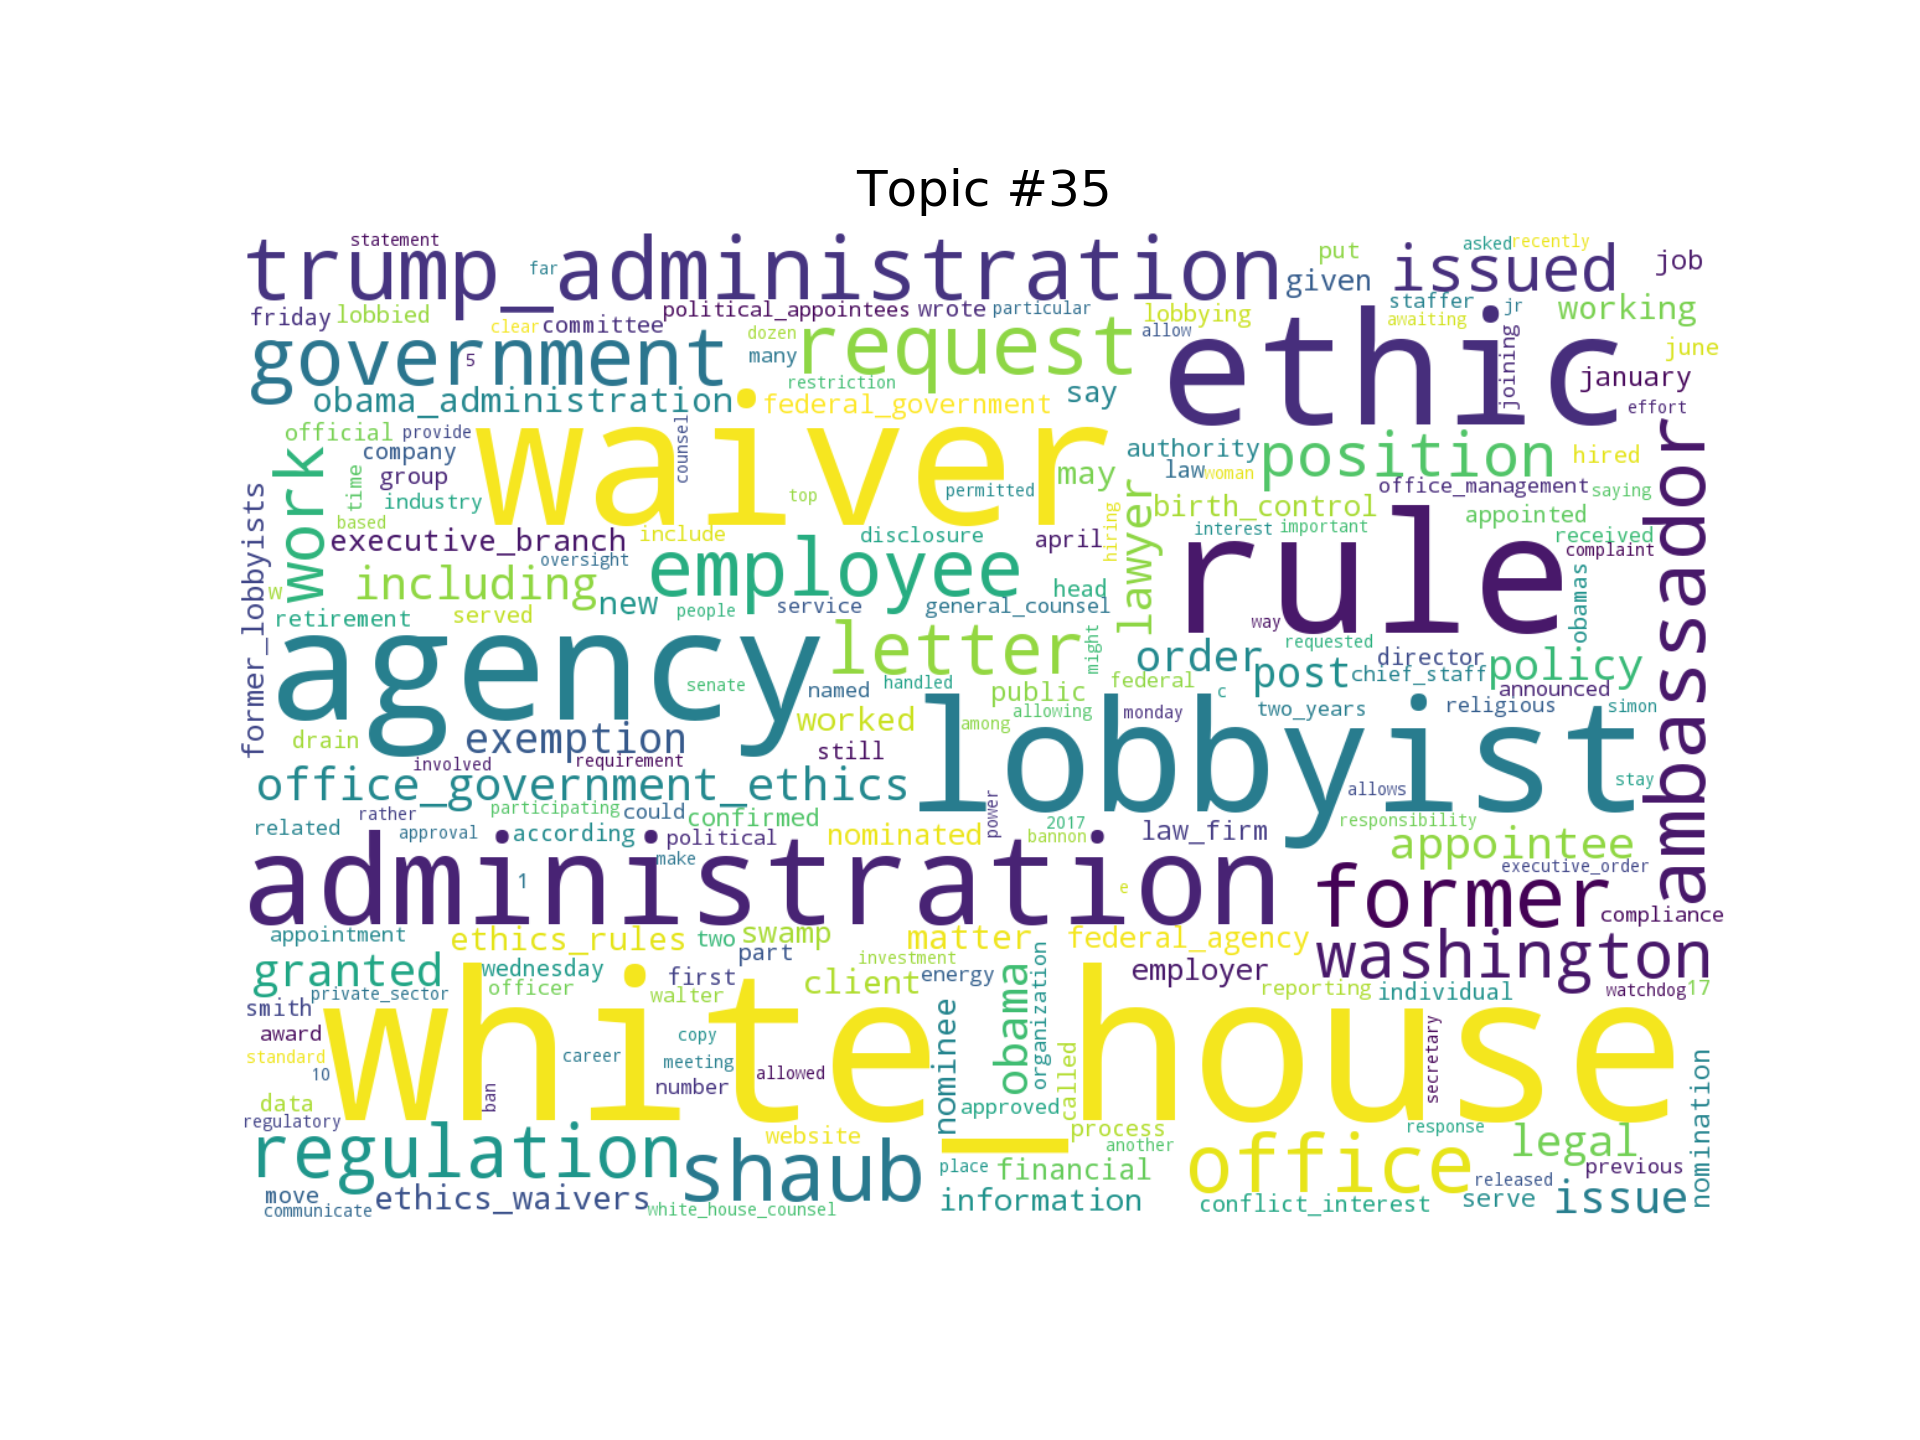 Topic #35
statement
trump_administration
far
put
given
issued
asked
recently
job
friday
lobbied
clear
committee
political_appointees
wrote
particular
lobbying
staffer
jr
working
government
5
dozen
many
request
allow
awaiting
ethic
joining
june
restriction
january
obama_administration
federal_government
say
effort
official
provide
counsel
waiver
company
authority
position
hired
work
time
group
top
permitted
may
law
woman
office_management
saying
industry
lawyer
birth_control
appointed
ambassador
former_lobbyists
based
executive_branch
include
disclosure
april
hiring
interest
important
received
complaint
oversight
employee
rule
w
including
new
people
service
general_counsel
head
obamas
retirement
served
way
agency
letter
might
order
requested
director
policy
senate
named
handled
public
federal
post
chief_staff
announced
c
two_years
religious
simon
allowing
monday
drain
exemption
worked
among
lobbyist
involved
requirement
still
office_government_ethics
allows
stay
participating
could
confirmed
power
rather
related
approval
according
political
nominated
2017
bannon
law_firm
responsibility
appointee
administration
make
1
e
former
executive_order
compliance
appointment
ethics_rules
two
swamp
matter
federal_agency
washington
part
granted
wednesday
first
investment
client
energy
organization
employer
officer
private_sector
walter
obama
reporting
individual
watchdog
17
smith
white_house
award
copy
nominee
secretary
standard
career
meeting
called
nomination
10
ban
number
allowed
data
approved
regulatory
regulation
website
process
response
another
legal
shaub
office
place
financial
previous
released
move
communicate
ethics_waivers
white_house_counsel
information
conflict_interest
serve
issue